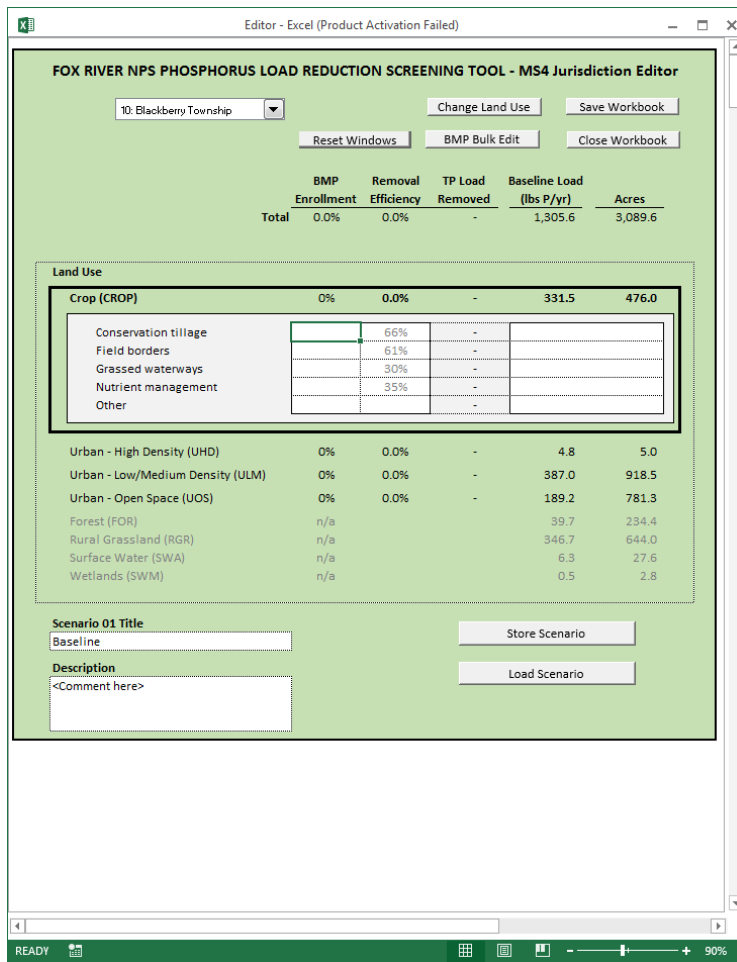 Editor - Excel (Product Activation Failed)
FOX RIVER NPS PHOSPHORUS LOAD REDUCTION SCREENING TOOL - MS4 Jurisdiction Editor
10: Blackberry Township
Change Land Use
Save Workbook
Reset Windows
BMP Bulk Edit
Close Workbook
BMP Removal TP Load Baseline Load
Enrollment Efficiency Removed (lbs P/yr) Acres
Total 0.0% 0.0% - 1,305.6 3,089.6
Land Use
Crop (CROP) 0% 0.0% - 331.5 476.0
Conservation tillage 66% -
Field borders 61% -
Grassed waterways 30% -
Nutrient management 35% -
Other -
Urban - High Density (UHD) 0% 0.0% - 4.8 5.0
Urban - Low/Medium Density (ULM) 0% 0.0% - 387.0 918.5
Urban - Open Space (UOS) 0% 0.0% - 189.2 781.3
Forest (FOR) n/a 39.7 234.4
Rural Grassland (RGR) n/a 346.7 644.0
Surface Water (SWA) n/a 6.3 27.6
Wetlands (SWM) n/a 0.5 2.8
Scenario 01 Title
Baseline
Store Scenario
Description
Load Scenario
<Comment here>
READY
90%